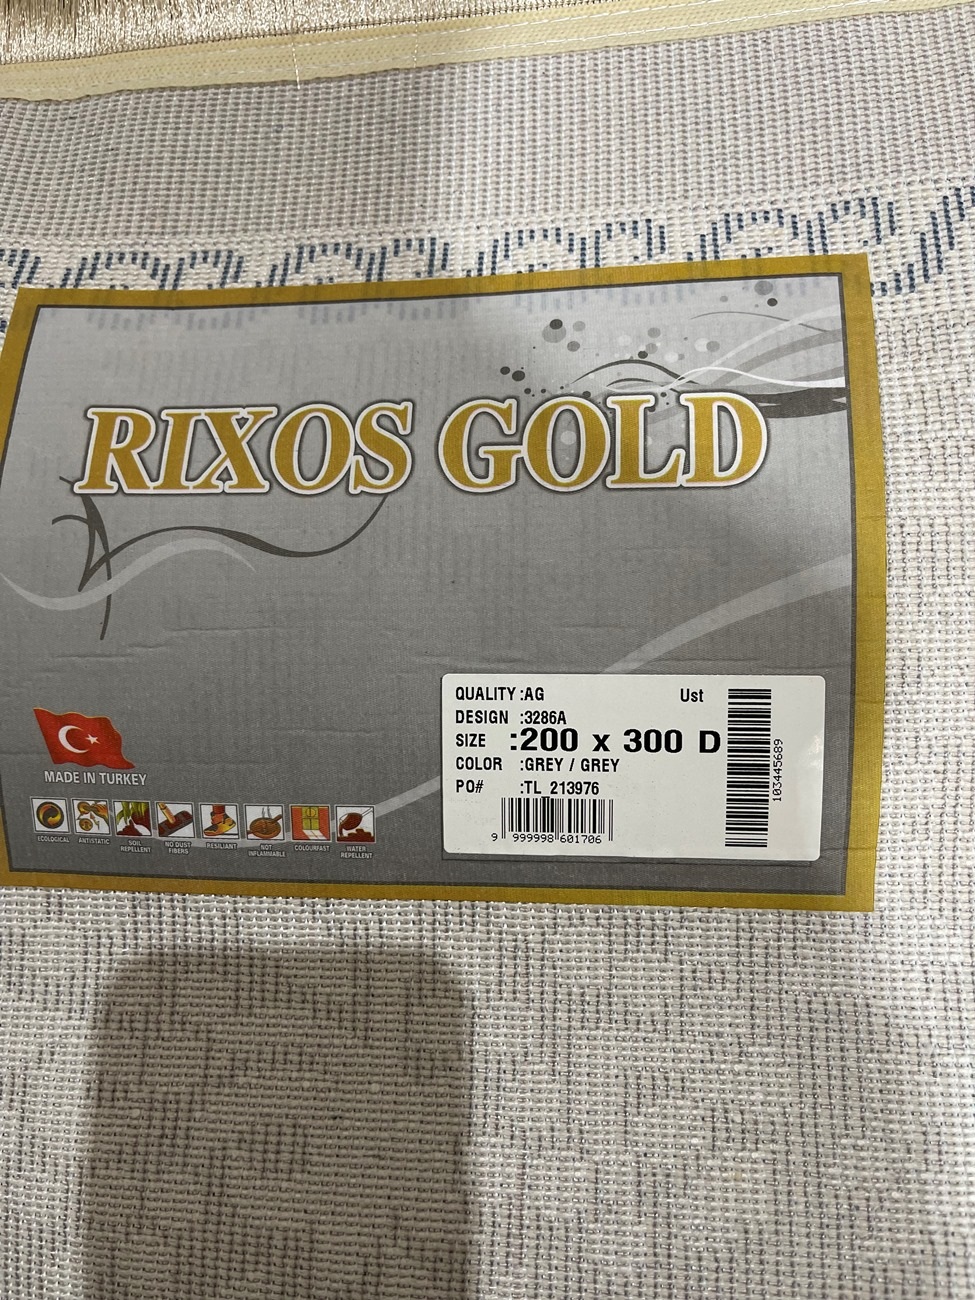 RIXOS GOLD
QUALITY :AG Ust
DESIGN :3286A
SIZE :200 x 300 D
COLOR :GREY / GREY
PO# :TL 213976
9 999998 601706
103445689
MADE IN TURKEY
ECOLOGICAL
ANTISTATIC
SOIL REPELLENT
NO DUST FIBERS
RESILIANT
NOT INFLAMMABLE
COLOURFAST
WATER REPELLENT